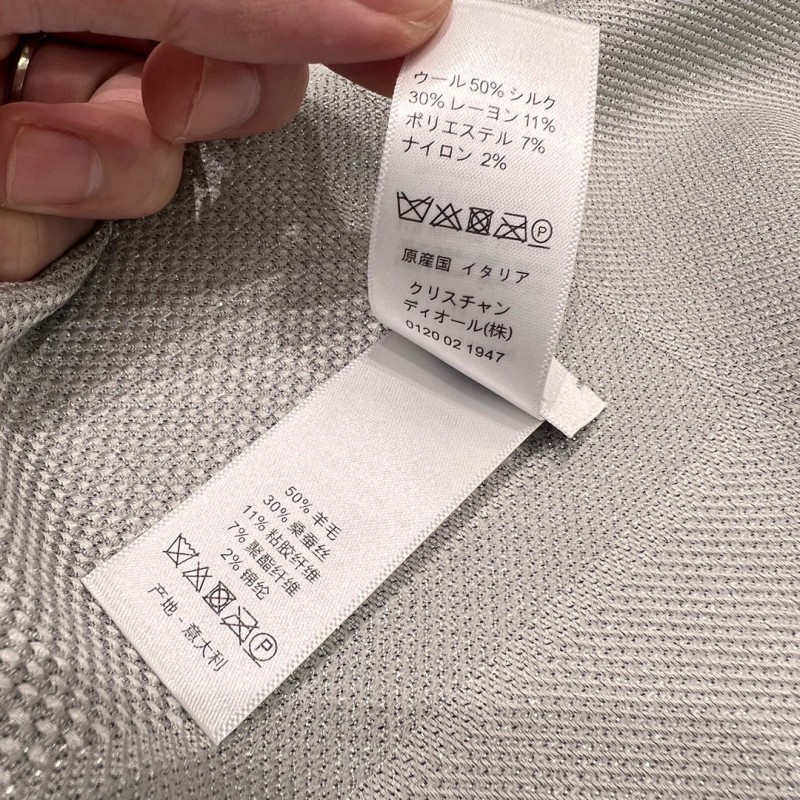 ウール 50% シルク
30% レーヨン 11%
ポリエステル 7%
ナイロン 2%
P
原産国 イタリア
クリスチャン
ディオール(株)
0120 02 1947
50% 羊毛
30% 桑蚕丝
11% 粘胶纤维
7% 聚酯纤维
2% 锦纶
P
产地 - 意大利